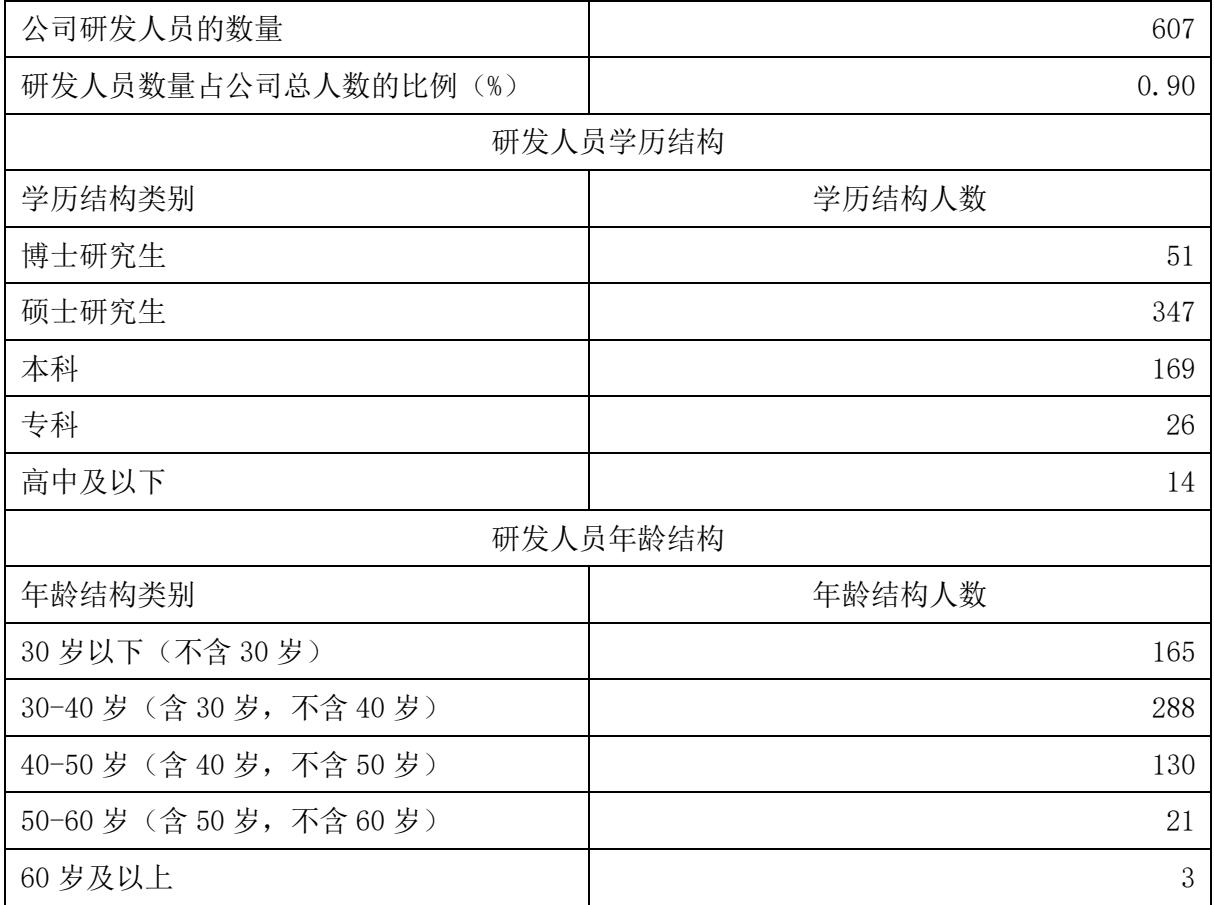 公司研发人员的数量 607
研发人员数量占公司总人数的比例（%） 0.90
研发人员学历结构
学历结构类别 学历结构人数
博士研究生 51
硕士研究生 347
本科 169
专科 26
高中及以下 14
研发人员年龄结构
年龄结构类别 年龄结构人数
30 岁以下（不含 30 岁） 165
30-40 岁（含 30 岁，不含 40 岁） 288
40-50 岁（含 40 岁，不含 50 岁） 130
50-60 岁（含 50 岁，不含 60 岁） 21
60 岁及以上 3